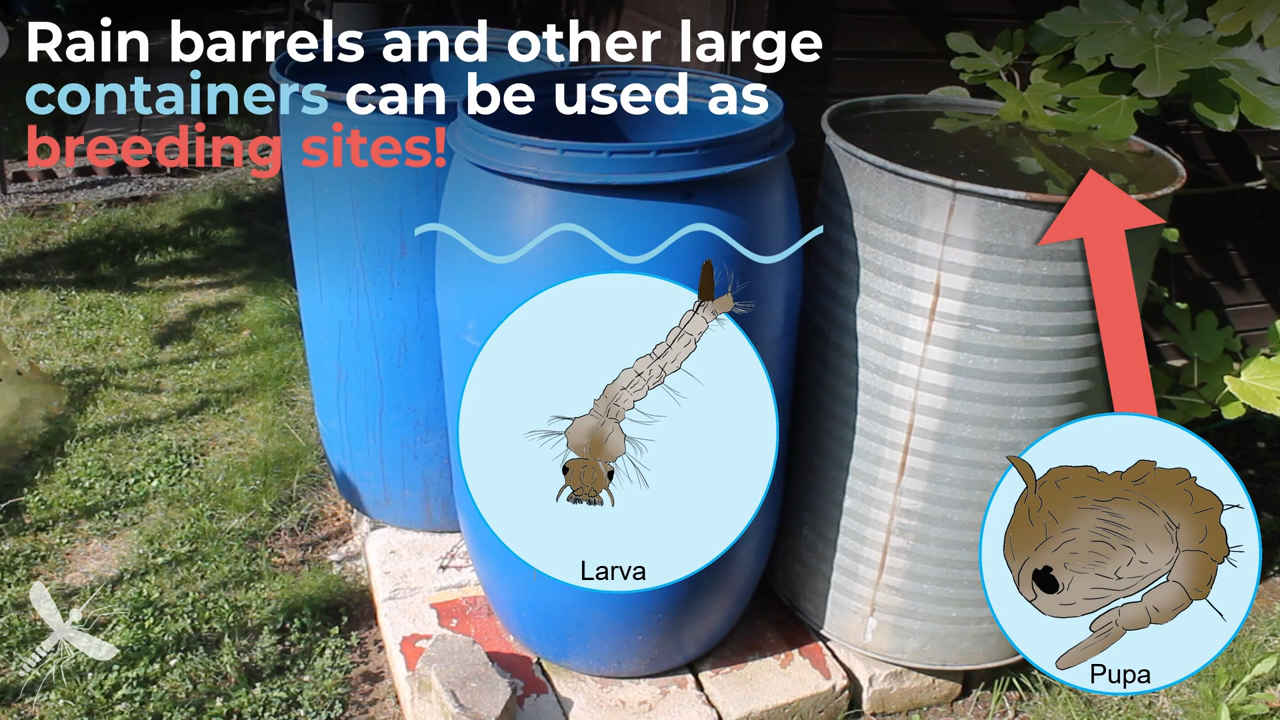 Rain barrels and other large
containers can be used as
breeding sites!
Larva
Pupa